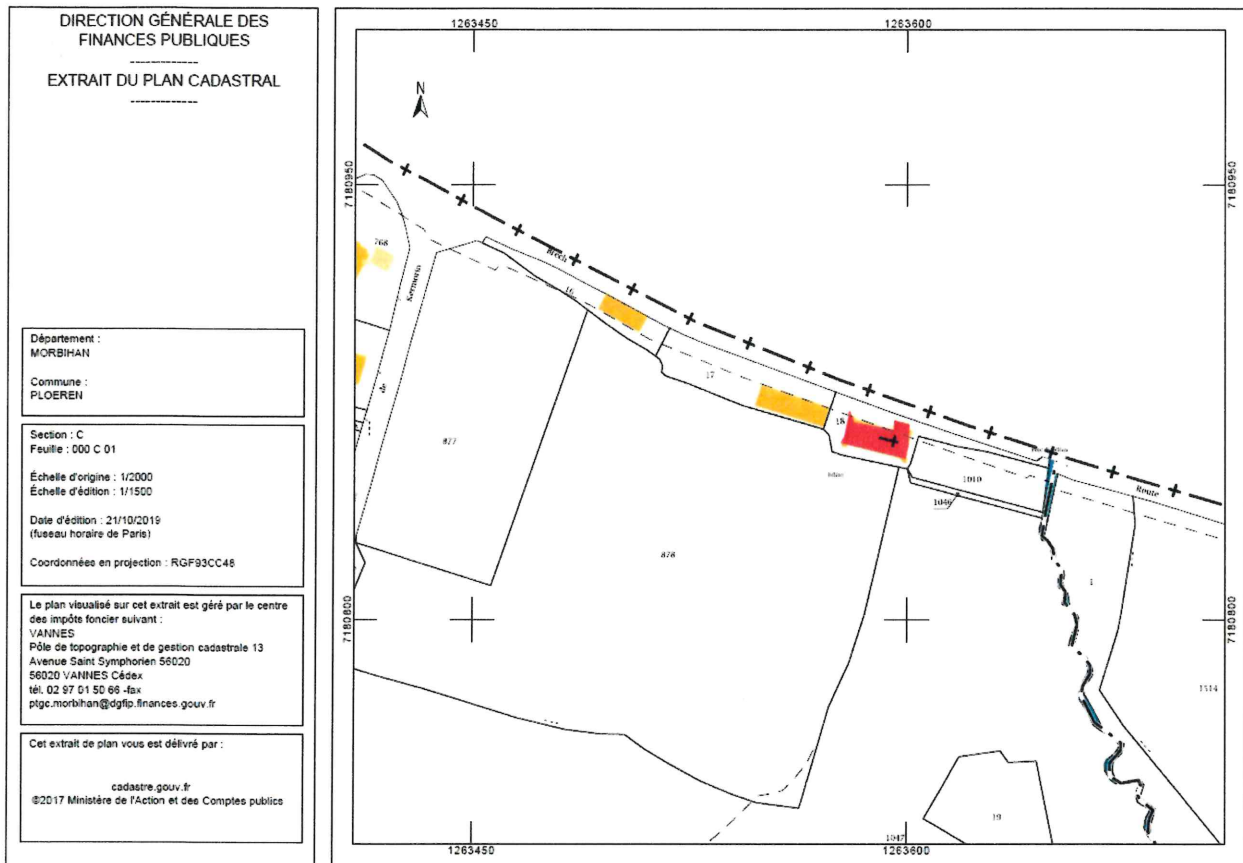 DIRECTION GÉNÉRALE DES
FINANCES PUBLIQUES
-------------
EXTRAIT DU PLAN CADASTRAL
-------------
Département :
MORBIHAN
Commune :
PLOEREN
Section : C
Feuille : 000 C 01
Échelle d'origine : 1/2000
Échelle d'édition : 1/1500
Date d'édition : 21/10/2019
(fuseau horaire de Paris)
Coordonnées en projection : RGF93CC48
Le plan visualisé sur cet extrait est géré par le centre
des impôts foncier suivant :
VANNES
Pôle de topographie et de gestion cadastrale 13
Avenue Saint Symphorien 56020
56020 VANNES Cédex
tél. 02 97 01 50 66 -fax
ptgc.morbihan@dgfip.finances.gouv.fr
Cet extrait de plan vous est délivré par :
cadastre.gouv.fr
©2017 Ministère de l'Action et des Comptes publics
1263450
1263600
N
7180950
7180950
768
Brech
Kermurio
16
17
18
de
877
1010
1046
Route
878
1
7180800
7180800
1514
19
1047
1263450
1263600